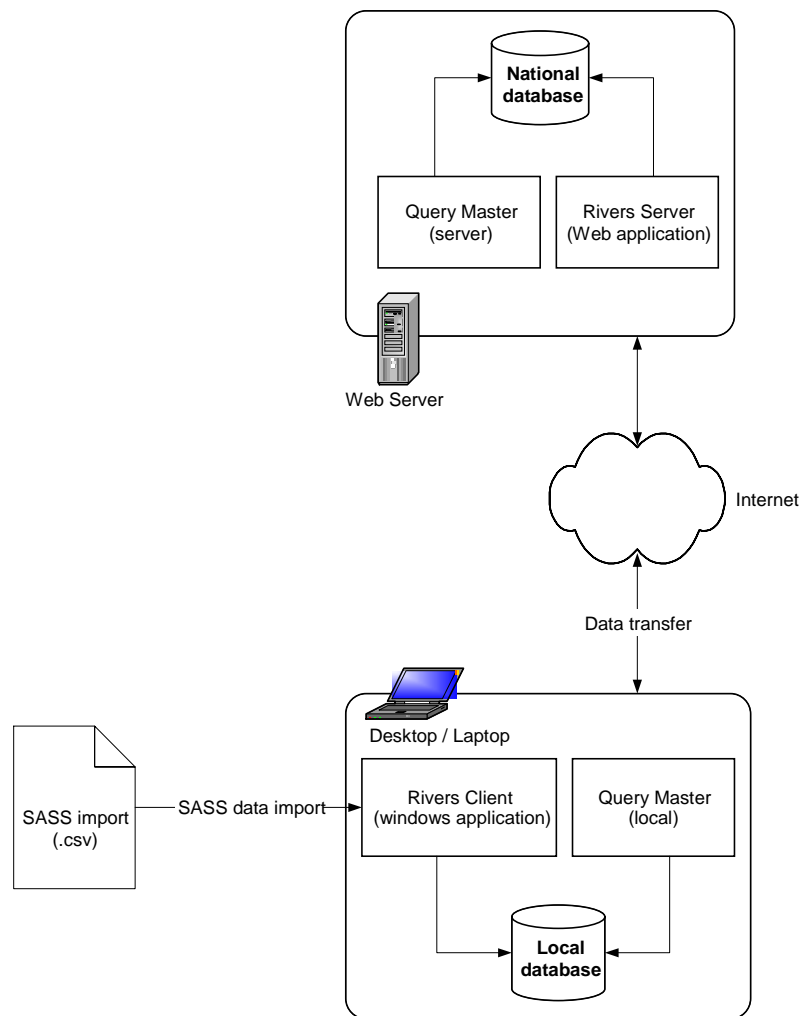 National
database
Query Master
(server)
Rivers Server
(Web application)
Web Server
Internet
Data transfer
Desktop / Laptop
SASS import
(.csv)
SASS data import
Rivers Client
(windows application)
Query Master
(local)
Local
database